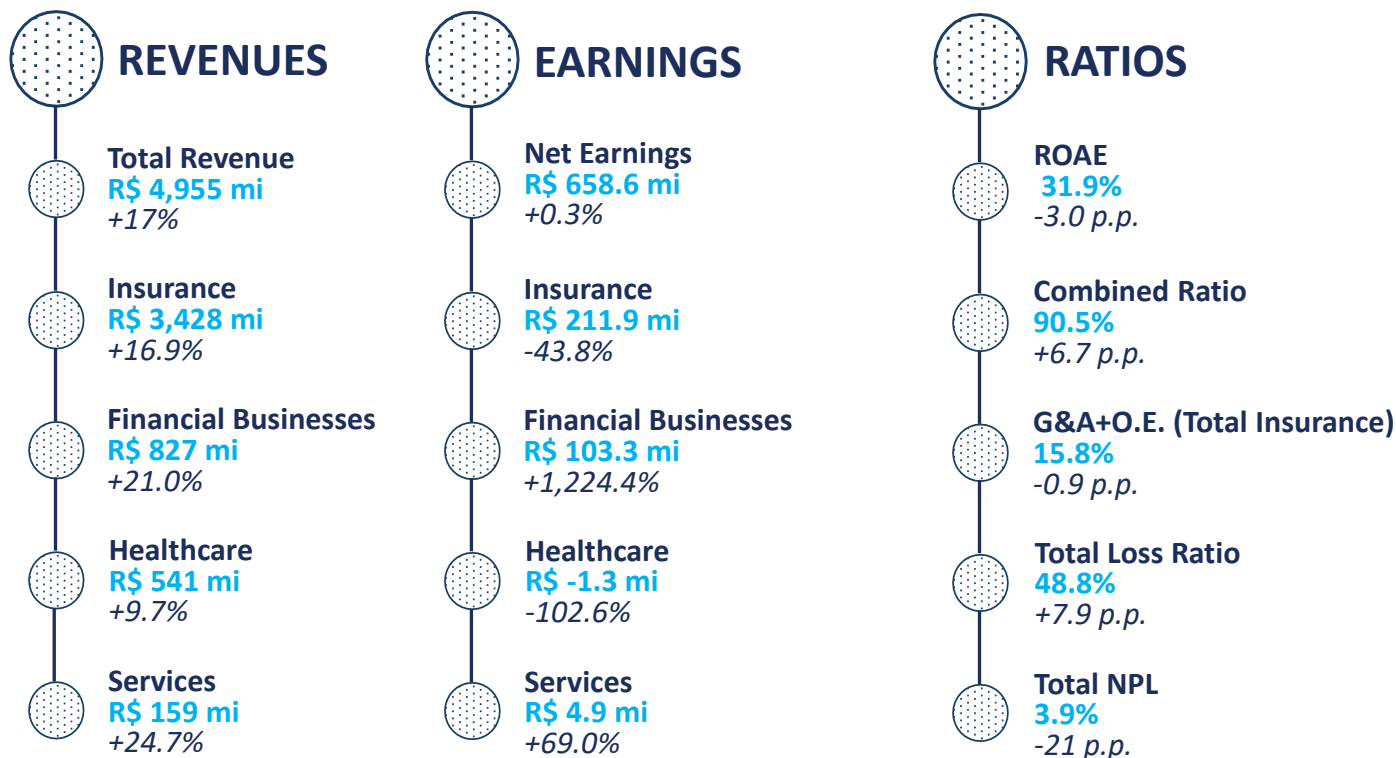 REVENUES
Total Revenue
R$ 4,955 mi
+17%
Insurance
R$ 3,428 mi
+16.9%
Financial Businesses
R$ 827 mi
+21.0%
Healthcare
R$ 541 mi
+9.7%
Services
R$ 159 mi
+24.7%
EARNINGS
Net Earnings
R$ 658.6 mi
+0.3%
Insurance
R$ 211.9 mi
-43.8%
Financial Businesses
R$ 103.3 mi
+1,224.4%
Healthcare
R$ -1.3 mi
-102.6%
Services
R$ 4.9 mi
+69.0%
RATIOS
ROAE
31.9%
-3.0 p.p.
Combined Ratio
90.5%
+6.7 p.p.
G&A+O.E. (Total Insurance)
15.8%
-0.9 p.p.
Total Loss Ratio
48.8%
+7.9 p.p.
Total NPL
3.9%
-21 p.p.